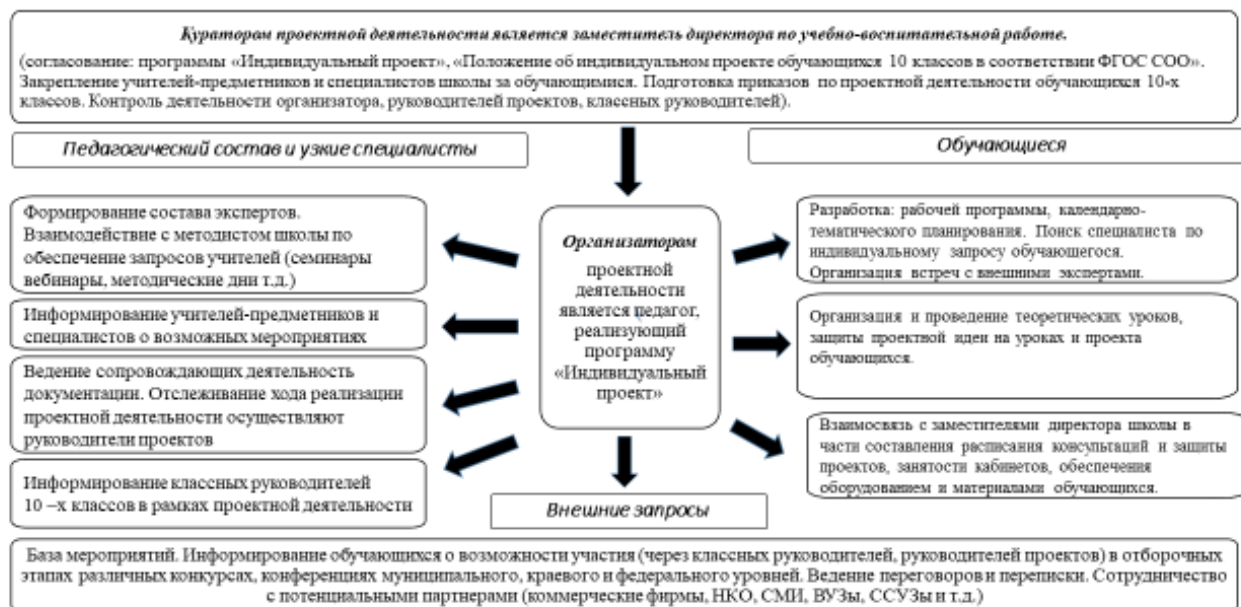 Куратором проектной деятельности является заместитель директора по учебно-воспитательной работе.
(согласование: программы «Индивидуальный проект», «Положение об индивидуальном проекте обучающихся 10 классов в соответствии ФГОС СОО».
Закрепление учителей-предметников и специалистов школы за обучающимися. Подготовка приказов по проектной деятельности обучающихся 10-х
классов. Контроль деятельности организатора, руководителей проектов, классных руководителей).
Педагогический состав и узкие специалисты
Обучающиеся
Формирование состава экспертов.
Взаимодействие с методистом школы по
обеспечение запросов учителей (семинары
вебинары, методические дни т.д.)
Информирование учителей-предметников и
специалистов о возможных мероприятиях
Ведение сопровождающих деятельность
документации. Отслеживание хода реализации
проектной деятельности осуществляют
руководители проектов
Информирование классных руководителей
10 –х классов в рамках проектной деятельности
Организатором
проектной
деятельности
является педагог,
реализующий
программу
«Индивидуальный
проект»
Разработка: рабочей программы, календарно-
тематического планирования. Поиск специалиста по
индивидуальному запросу обучающегося.
Организация встреч с внешними экспертами.
Организация и проведение теоретических уроков,
защиты проектной идеи на уроках и проекта
обучающихся.
Взаимосвязь с заместителями директора школы в
части составления расписания консультаций и защиты
проектов, занятости кабинетов, обеспечения
оборудованием и материалами обучающихся.
Внешние запросы
База мероприятий. Информирование обучающихся о возможности участия (через классных руководителей, руководителей проектов) в отборочных
этапах различных конкурсах, конференциях муниципального, краевого и федерального уровней. Ведение переговоров и переписки. Сотрудничество
с потенциальными партнерами (коммерческие фирмы, НКО, СМИ, ВУЗы, ССУЗы и т.д.)